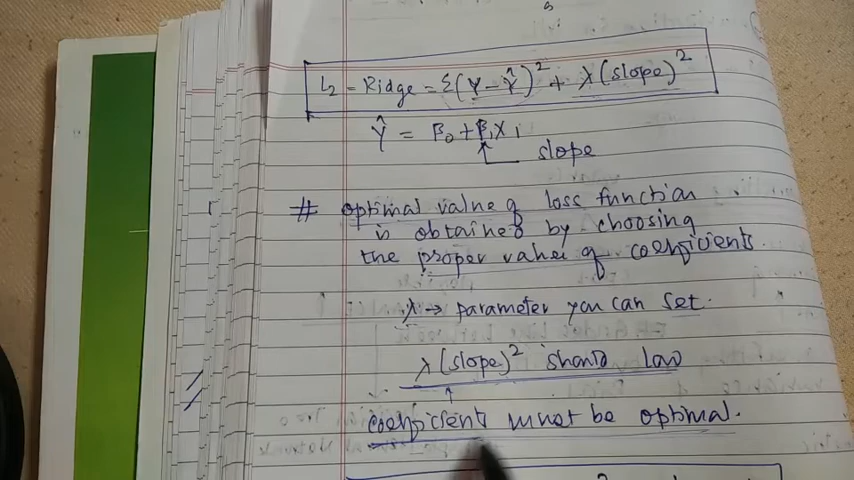 L2 - Ridge = Σ(Y - Ŷ)² + λ(slope)²
Ŷ = β0 + β1X1
slope
# optimal value of loss function
is obtained by choosing
the proper value of coefficients.
λ → parameter you can set.
λ(slope)² should low
coefficient must be optimal.